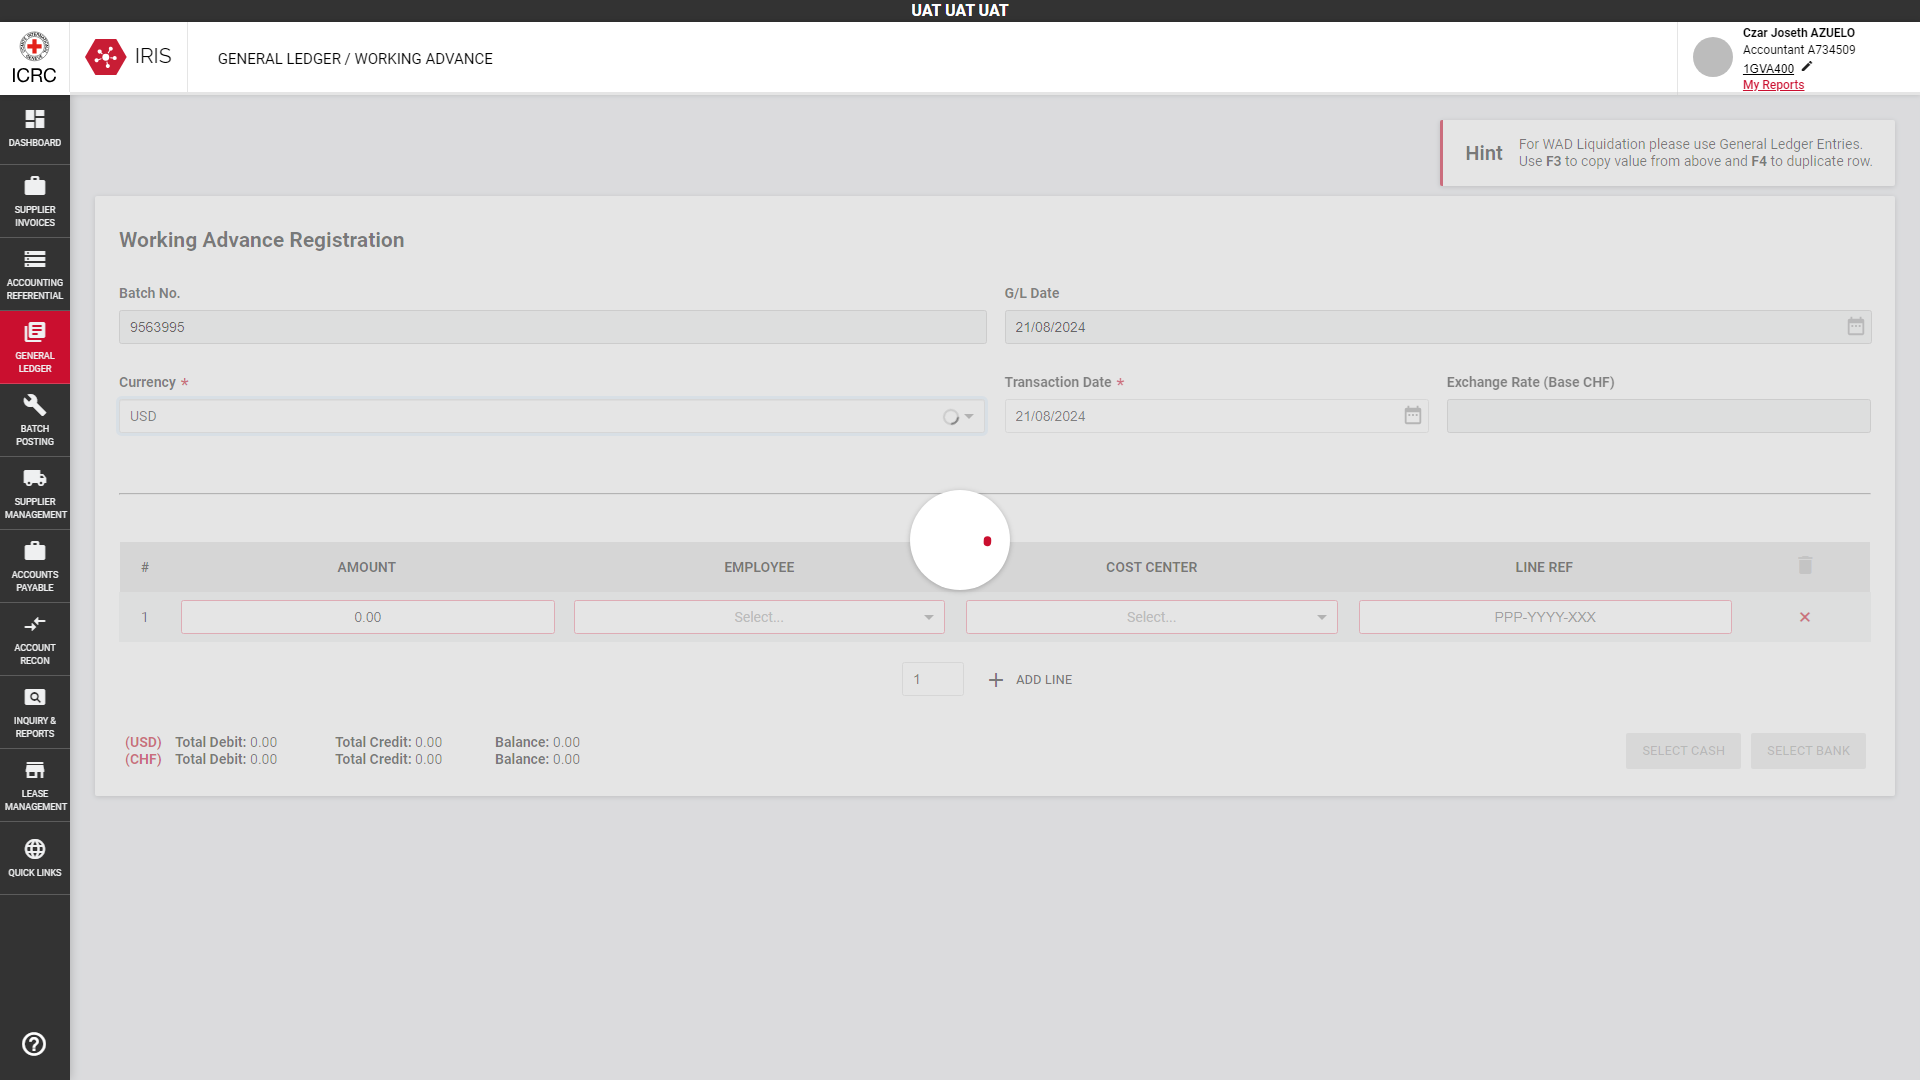 UAT UAT UAT
ICRC
IRIS
GENERAL LEDGER / WORKING ADVANCE
Czar Joseth AZUELO
Accountant A734509
1GVA400
My Reports
DASHBOARD
SUPPLIER
INVOICES
ACCOUNTING
REFERENTIAL
GENERAL
LEDGER
BATCH
POSTING
SUPPLIER
MANAGEMENT
ACCOUNTS
PAYABLE
ACCOUNT
RECON
INQUIRY &
REPORTS
LEASE
MANAGEMENT
QUICK LINKS
Hint
For WAD Liquidation please use General Ledger Entries.
Use F3 to copy value from above and F4 to duplicate row.
Working Advance Registration
Batch No.
G/L Date
9563995
21/08/2024
Currency *
Transaction Date *
Exchange Rate (Base CHF)
USD
21/08/2024
# AMOUNT EMPLOYEE COST CENTER LINE REF
1 0.00 Select... Select... PPP-YYYY-XXX
1 ADD LINE
(USD) Total Debit: 0.00 Total Credit: 0.00 Balance: 0.00
(CHF) Total Debit: 0.00 Total Credit: 0.00 Balance: 0.00
SELECT CASH SELECT BANK